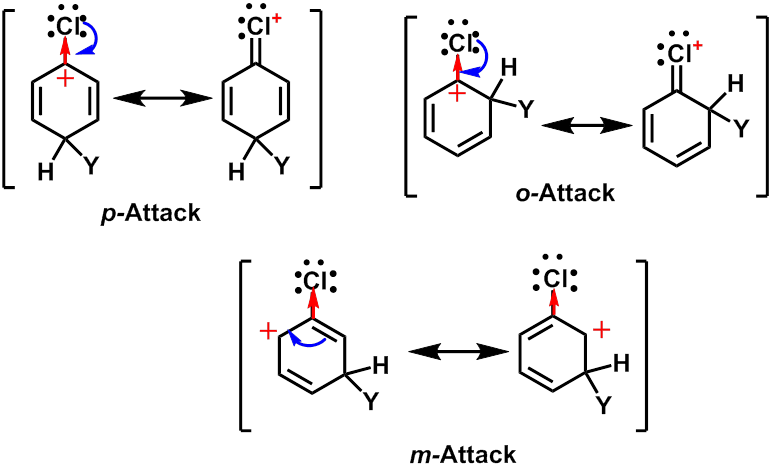 Cl Cl+
+
H Y H Y
p-Attack
Cl H Y + Cl+ H Y
o-Attack
Cl Cl
+ +
H Y H Y
m-Attack